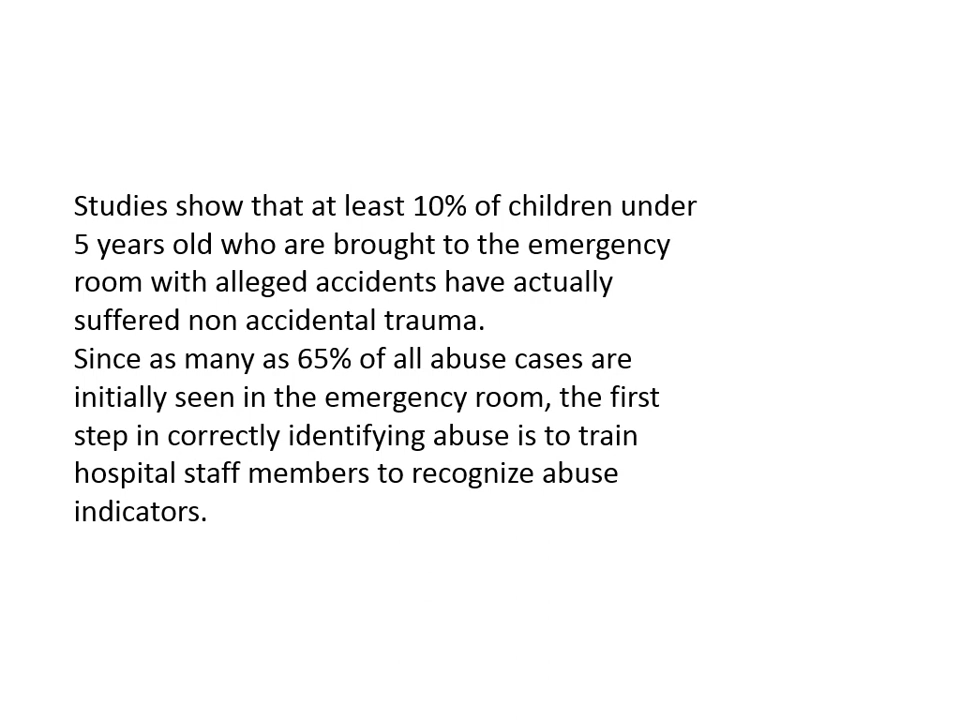 Studies show that at least 10% of children under
5 years old who are brought to the emergency
room with alleged accidents have actually
suffered non accidental trauma.
Since as many as 65% of all abuse cases are
initially seen in the emergency room, the first
step in correctly identifying abuse is to train
hospital staff members to recognize abuse
indicators.